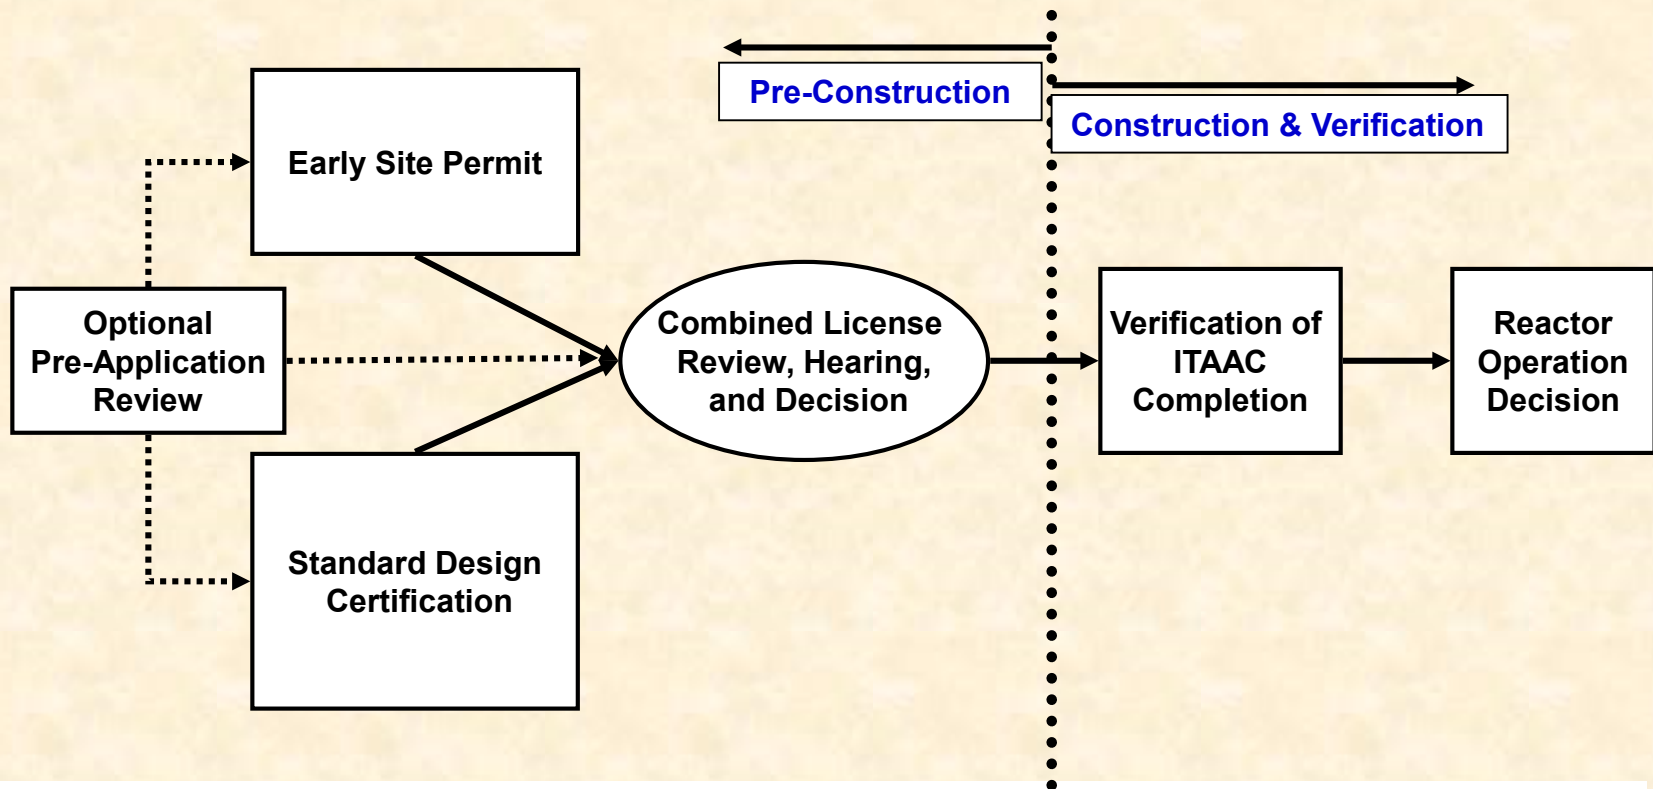 Pre-Construction
Construction & Verification
Early Site Permit
Optional
Pre-Application
Review
Combined License
Review, Hearing,
and Decision
Verification of
ITAAC
Completion
Reactor
Operation
Decision
Standard Design
Certification